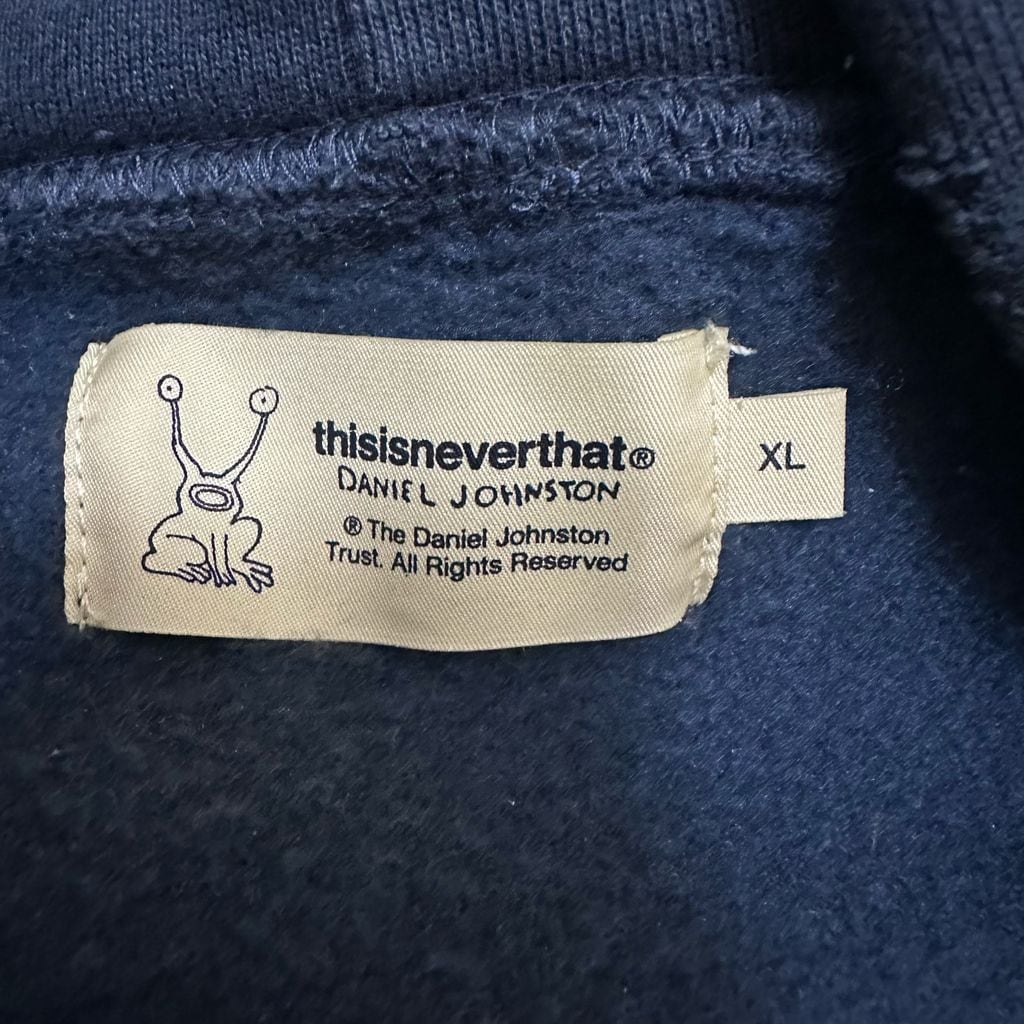 thisisneverthat®
DANIEL JOHNSTON
® The Daniel Johnston
Trust. All Rights Reserved
XL